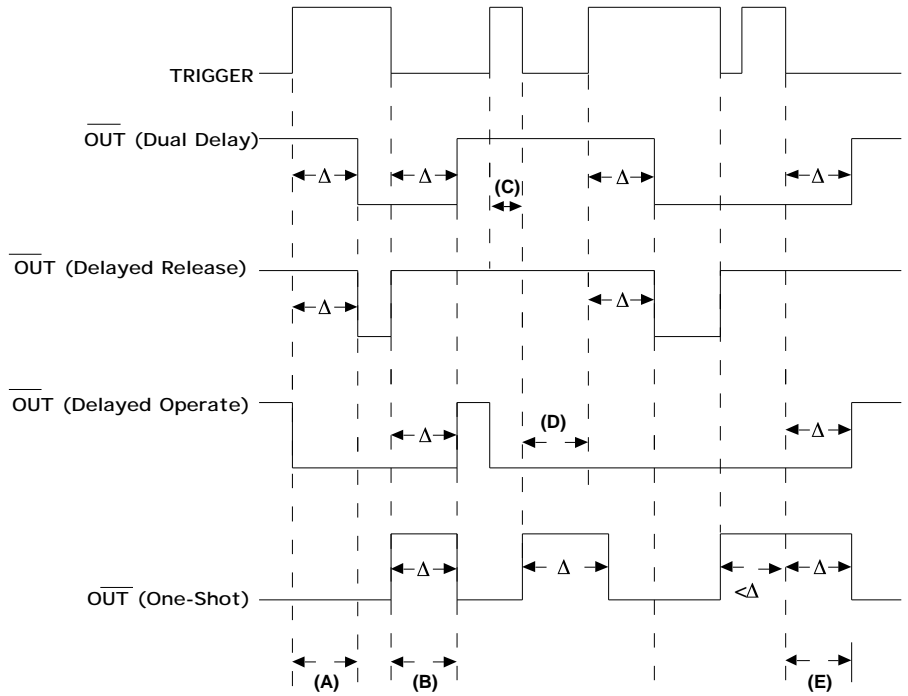 TRIGGER
OUT (Dual Delay)
Δ Δ (C) Δ Δ
OUT (Delayed Release)
Δ Δ
OUT (Delayed Operate)
Δ (D) Δ
OUT (One-Shot)
Δ Δ <Δ Δ
(A) (B) (E)